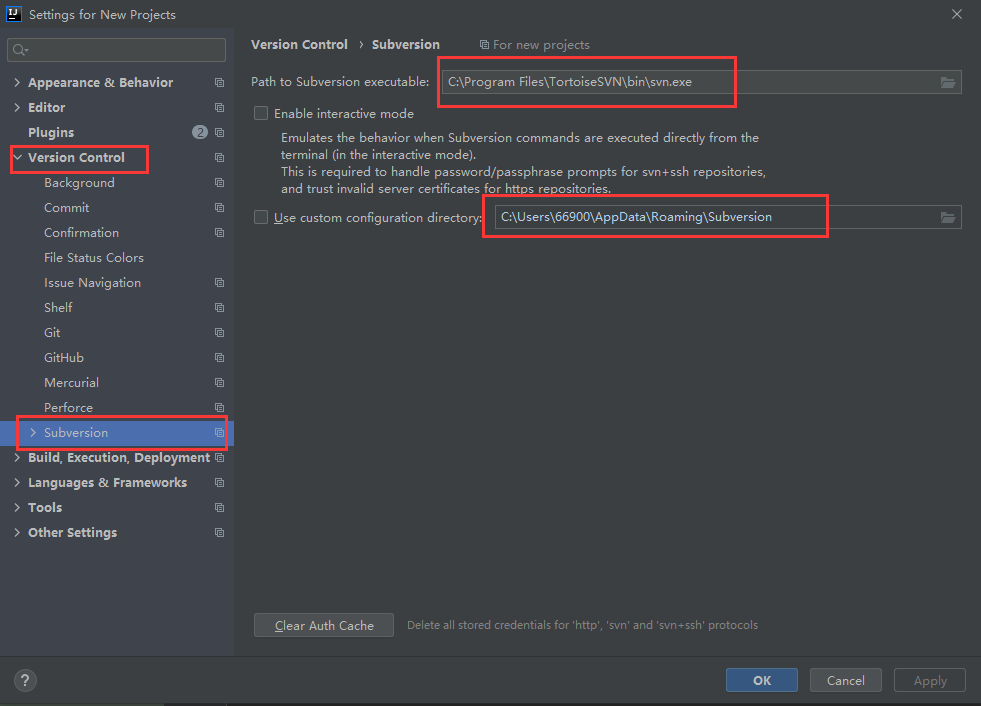 IJ
Settings for New Projects
Appearance & Behavior
Editor
Plugins 2
Version Control
Background
Commit
Confirmation
File Status Colors
Issue Navigation
Shelf
Git
GitHub
Mercurial
Perforce
Subversion
Build, Execution, Deployment
Languages & Frameworks
Tools
Other Settings
Version Control › Subversion For new projects
Path to Subversion executable: C:\Program Files\TortoiseSVN\bin\svn.exe
Enable interactive mode
Emulates the behavior when Subversion commands are executed directly from the
terminal (in the interactive mode).
This is required to handle password/passphrase prompts for svn+ssh repositories,
and trust invalid server certificates for https repositories.
Use custom configuration directory: C:\Users\66900\AppData\Roaming\Subversion
Clear Auth Cache Delete all stored credentials for 'http', 'svn' and 'svn+ssh' protocols
? OK Cancel Apply